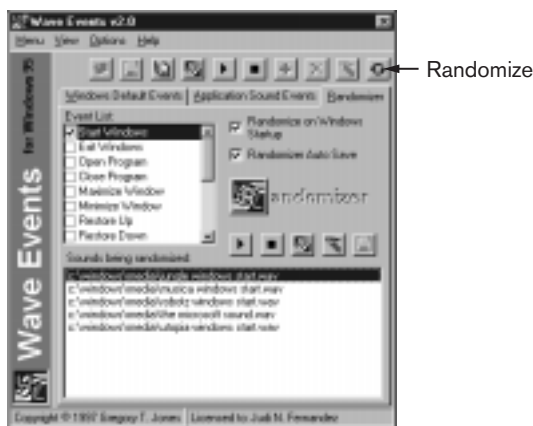 Wave Events v2.0
Menu View Options Help
Randomize
Windows Default Events Application Sound Events Randomizer
Event List:
Start Windows
Exit Windows
Open Program
Close Program
Maximize Window
Minimize Window
Restore Up
Restore Down
Randomize on Windows
Startup
Randomizer Auto Save
andomizer
Sounds being randomized:
c:\windows\media\jungle windows start.wav
c:\windows\media\musica windows start.wav
c:\windows\media\robotz windows start.wav
c:\windows\media\the microsoft sound.wav
c:\windows\media\utopia windows start.wav
Wave Events for Windows 95
Copyright © 1997 Gregory T. Jones Licensed to Judi N. Fernandez